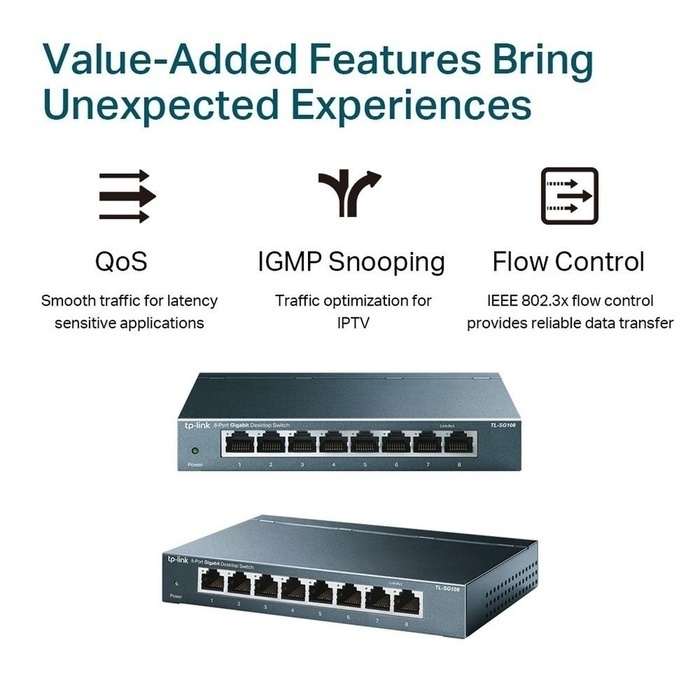 Value-Added Features Bring
Unexpected Experiences
QoS
Smooth traffic for latency
sensitive applications
IGMP Snooping
Traffic optimization for
IPTV
Flow Control
IEEE 802.3x flow control
provides reliable data transfer
tp-link 8-Port Gigabit Desktop Switch Link/Act TL-SG108
Power 1 2 3 4 5 6 7 8
tp-link 8-Port Gigabit Desktop Switch Link/Act TL-SG108
Power 1 2 3 4 5 6 7 8